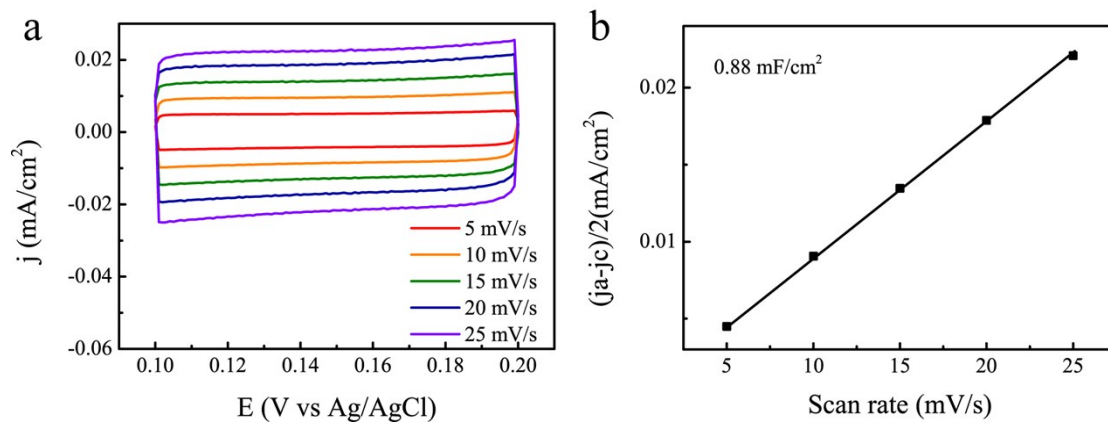 a
j (mA/cm²)
0.02
0.00
-0.02
-0.04
-0.06
5 mV/s
10 mV/s
15 mV/s
20 mV/s
25 mV/s
0.10 0.12 0.14 0.16 0.18 0.20
E (V vs Ag/AgCl)
b
(ja-jc)/2(mA/cm²)
0.88 mF/cm²
0.02
0.01
5 10 15 20 25
Scan rate (mV/s)